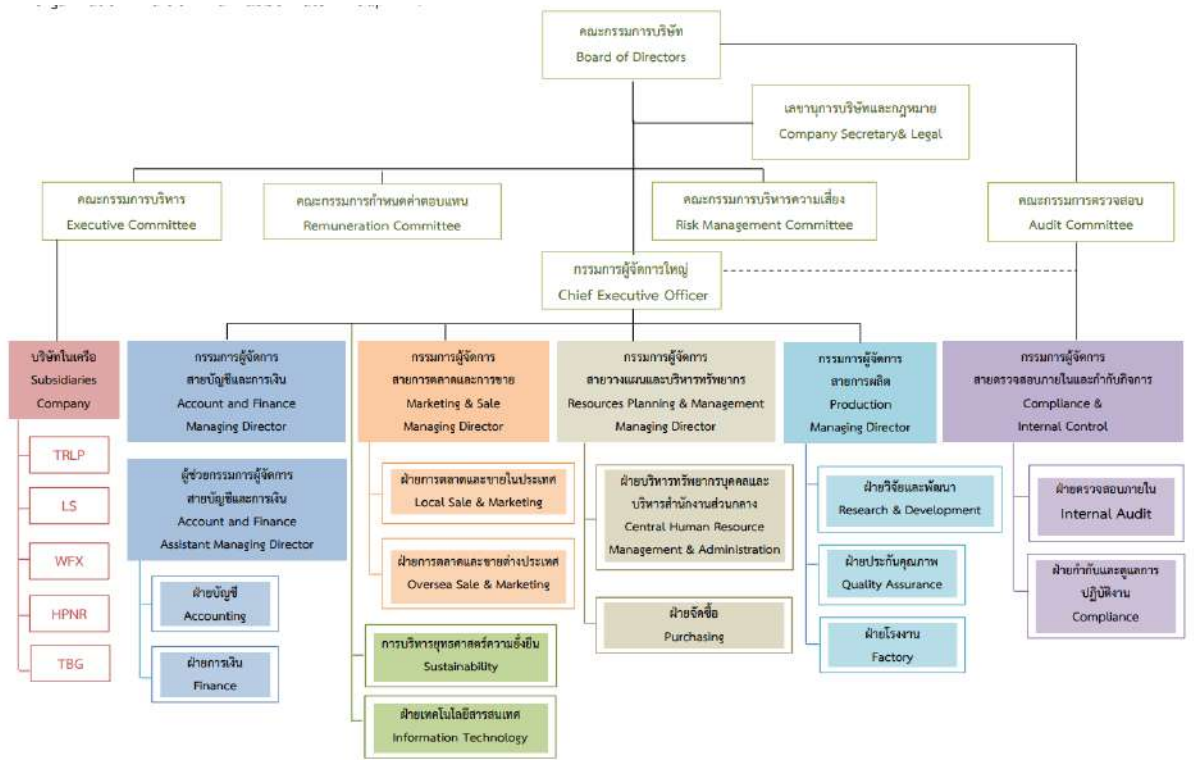 คณะกรรมการบริษัท
Board of Directors
เลขานุการบริษัทและกฎหมาย
Company Secretary& Legal
คณะกรรมการบริหาร
Executive Committee
คณะกรรมการกำหนดค่าตอบแทน
Remuneration Committee
คณะกรรมการบริหารความเสี่ยง
Risk Management Committee
คณะกรรมการตรวจสอบ
Audit Committee
กรรมการผู้จัดการใหญ่
Chief Executive Officer
บริษัทในเครือ
Subsidiaries
Company
TRLP
LS
WFX
HPNR
TBG
กรรมการผู้จัดการ
สายบัญชีและการเงิน
Account and Finance
Managing Director
ผู้ช่วยกรรมการผู้จัดการ
สายบัญชีและการเงิน
Account and Finance
Assistant Managing Director
ฝ่ายบัญชี
Accounting
ฝ่ายการเงิน
Finance
กรรมการผู้จัดการ
สายการตลาดและการขาย
Marketing & Sale
Managing Director
ฝ่ายการตลาดและขายในประเทศ
Local Sale & Marketing
ฝ่ายการตลาดและขายต่างประเทศ
Oversea Sale & Marketing
การบริหารยุทธศาสตร์ความยั่งยืน
Sustainability
ฝ่ายเทคโนโลยีสารสนเทศ
Information Technology
กรรมการผู้จัดการ
สายวางแผนและบริหารทรัพยากร
Resources Planning & Management
Managing Director
ฝ่ายบริหารทรัพยากรบุคคลและ
บริหารสำนักงานส่วนกลาง
Central Human Resource
Management & Administration
ฝ่ายจัดซื้อ
Purchasing
กรรมการผู้จัดการ
สายการผลิต
Production
Managing Director
ฝ่ายวิจัยและพัฒนา
Research & Development
ฝ่ายประกันคุณภาพ
Quality Assurance
ฝ่ายโรงงาน
Factory
กรรมการผู้จัดการ
สายตรวจสอบภายในและกำกับกิจการ
Compliance &
Internal Control
ฝ่ายตรวจสอบภายใน
Internal Audit
ฝ่ายกำกับและดูแลการ
ปฏิบัติงาน
Compliance